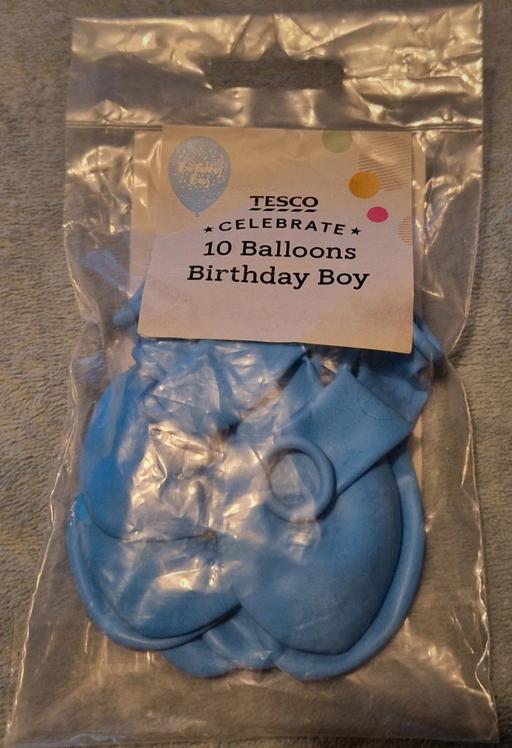 TESCO
★CELEBRATE★
10 Balloons
Birthday Boy